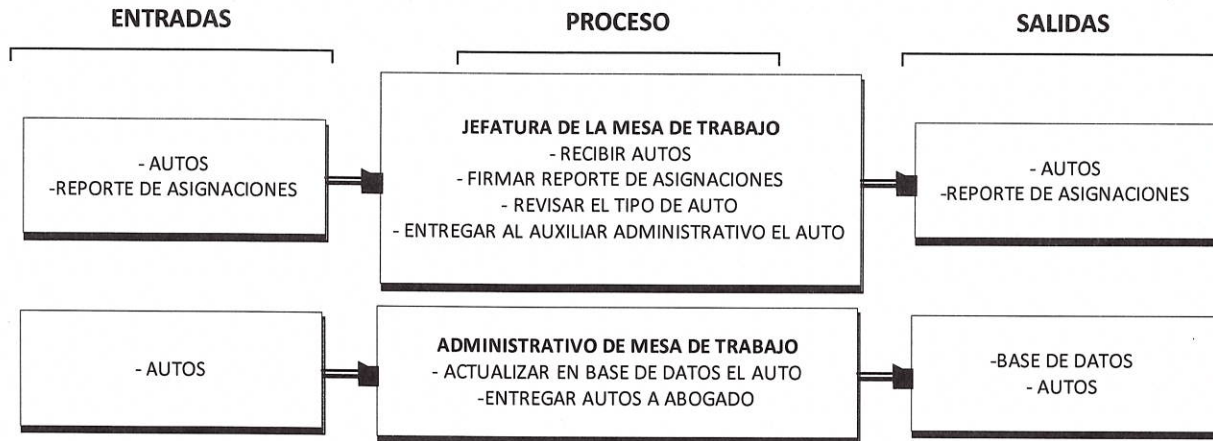 ENTRADAS
PROCESO
SALIDAS
- AUTOS
-REPORTE DE ASIGNACIONES
JEFATURA DE LA MESA DE TRABAJO
- RECIBIR AUTOS
-FIRMAR REPORTE DE ASIGNACIONES
- REVISAR EL TIPO DE AUTO
- ENTREGAR AL AUXILIAR ADMINISTRATIVO EL AUTO
- AUTOS
-REPORTE DE ASIGNACIONES
- AUTOS
ADMINISTRATIVO DE MESA DE TRABAJO
- ACTUALIZAR EN BASE DE DATOS EL AUTO
-ENTREGAR AUTOS A ABOGADO
-BASE DE DATOS
- AUTOS